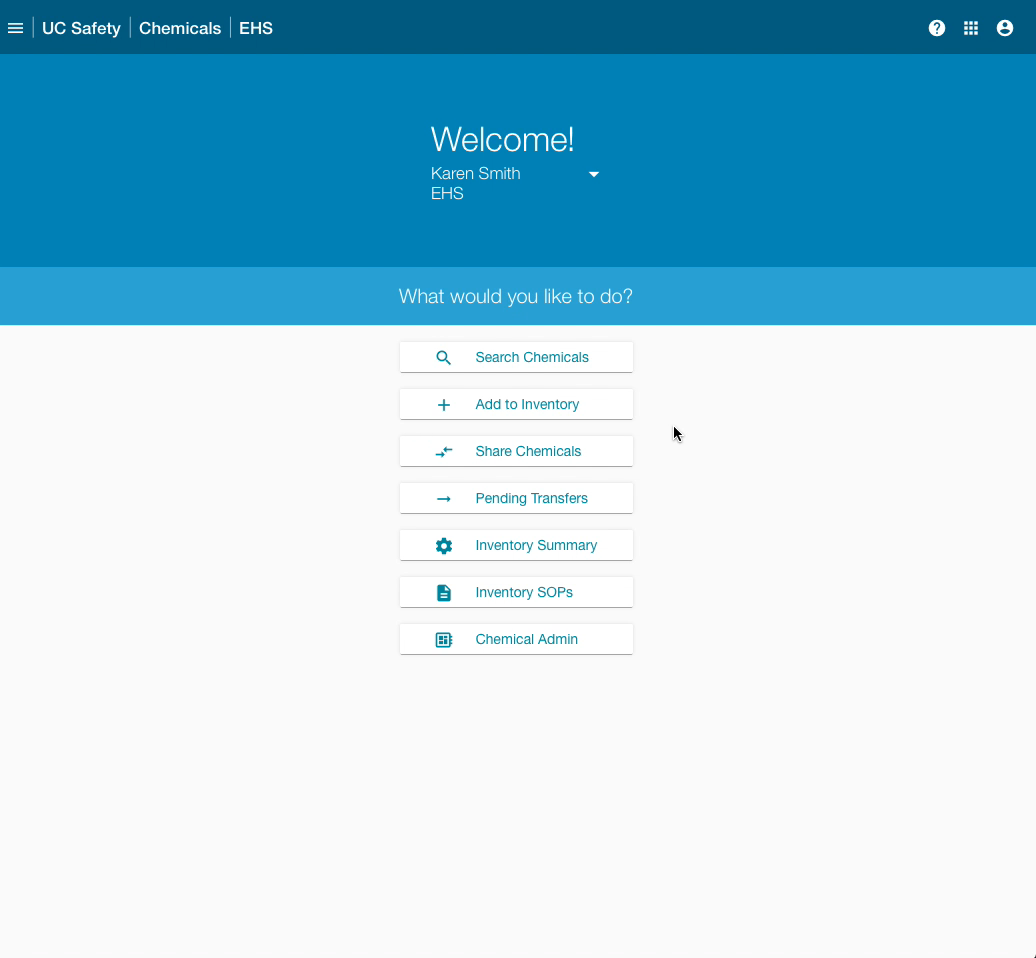 UC Safety Chemicals EHS
Welcome!
Karen Smith
EHS
What would you like to do?
Search Chemicals
Add to Inventory
Share Chemicals
Pending Transfers
Inventory Summary
Inventory SOPs
Chemical Admin